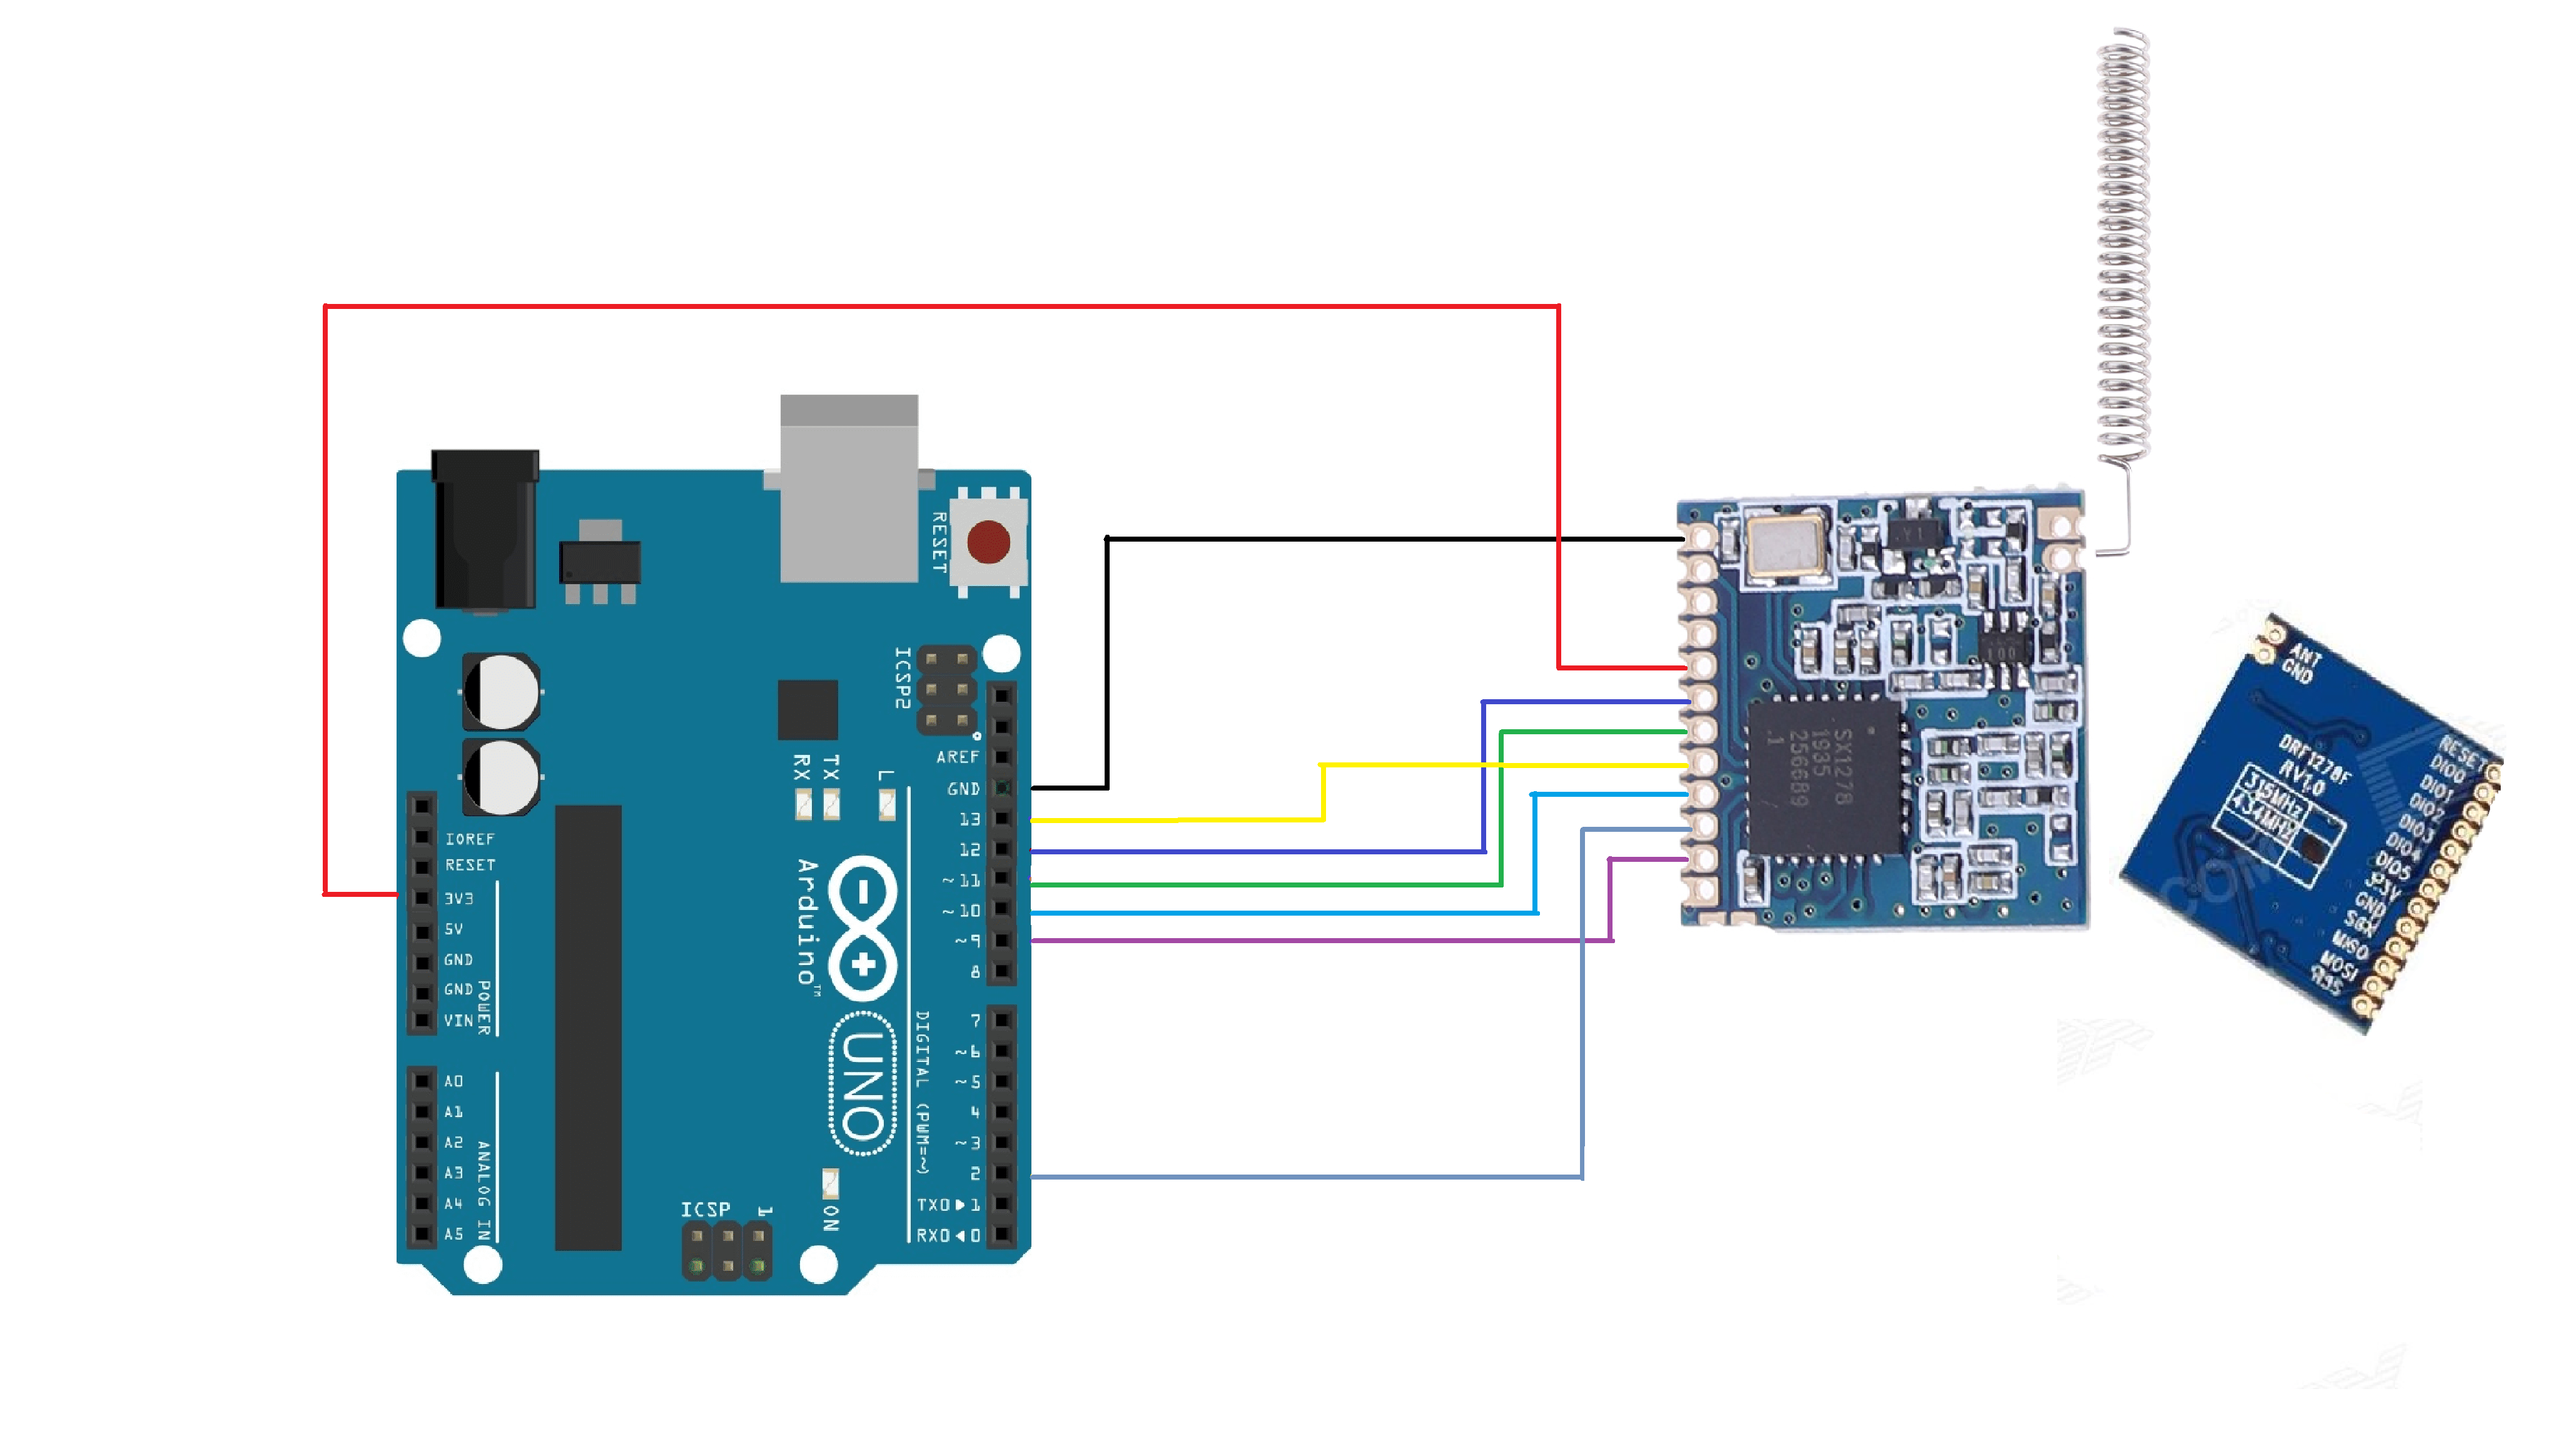 RESET
ICSP2
AREF
GND
13
12
~11
~10
~9
8
7
~6
~5
4
~3
2
TX0▶1
RX0◀0
DIGITAL (PWM=~)
L
TX
RX
Arduino™
UNO
ON
ICSP
1
IOREF
RESET
3V3
5V
GND
GND
VIN
POWER
A0
A1
A2
A3
A4
A5
ANALOG IN
Y1
100
SX1278
1935
256689
.1
ANT
GND
DRF1278F
RV1.0
315MHz
434MHz
RESET
DIO0
DIO1
DIO2
DIO3
DIO4
DIO5
3.3V
GND
SCK
MISO
MOSI
COM